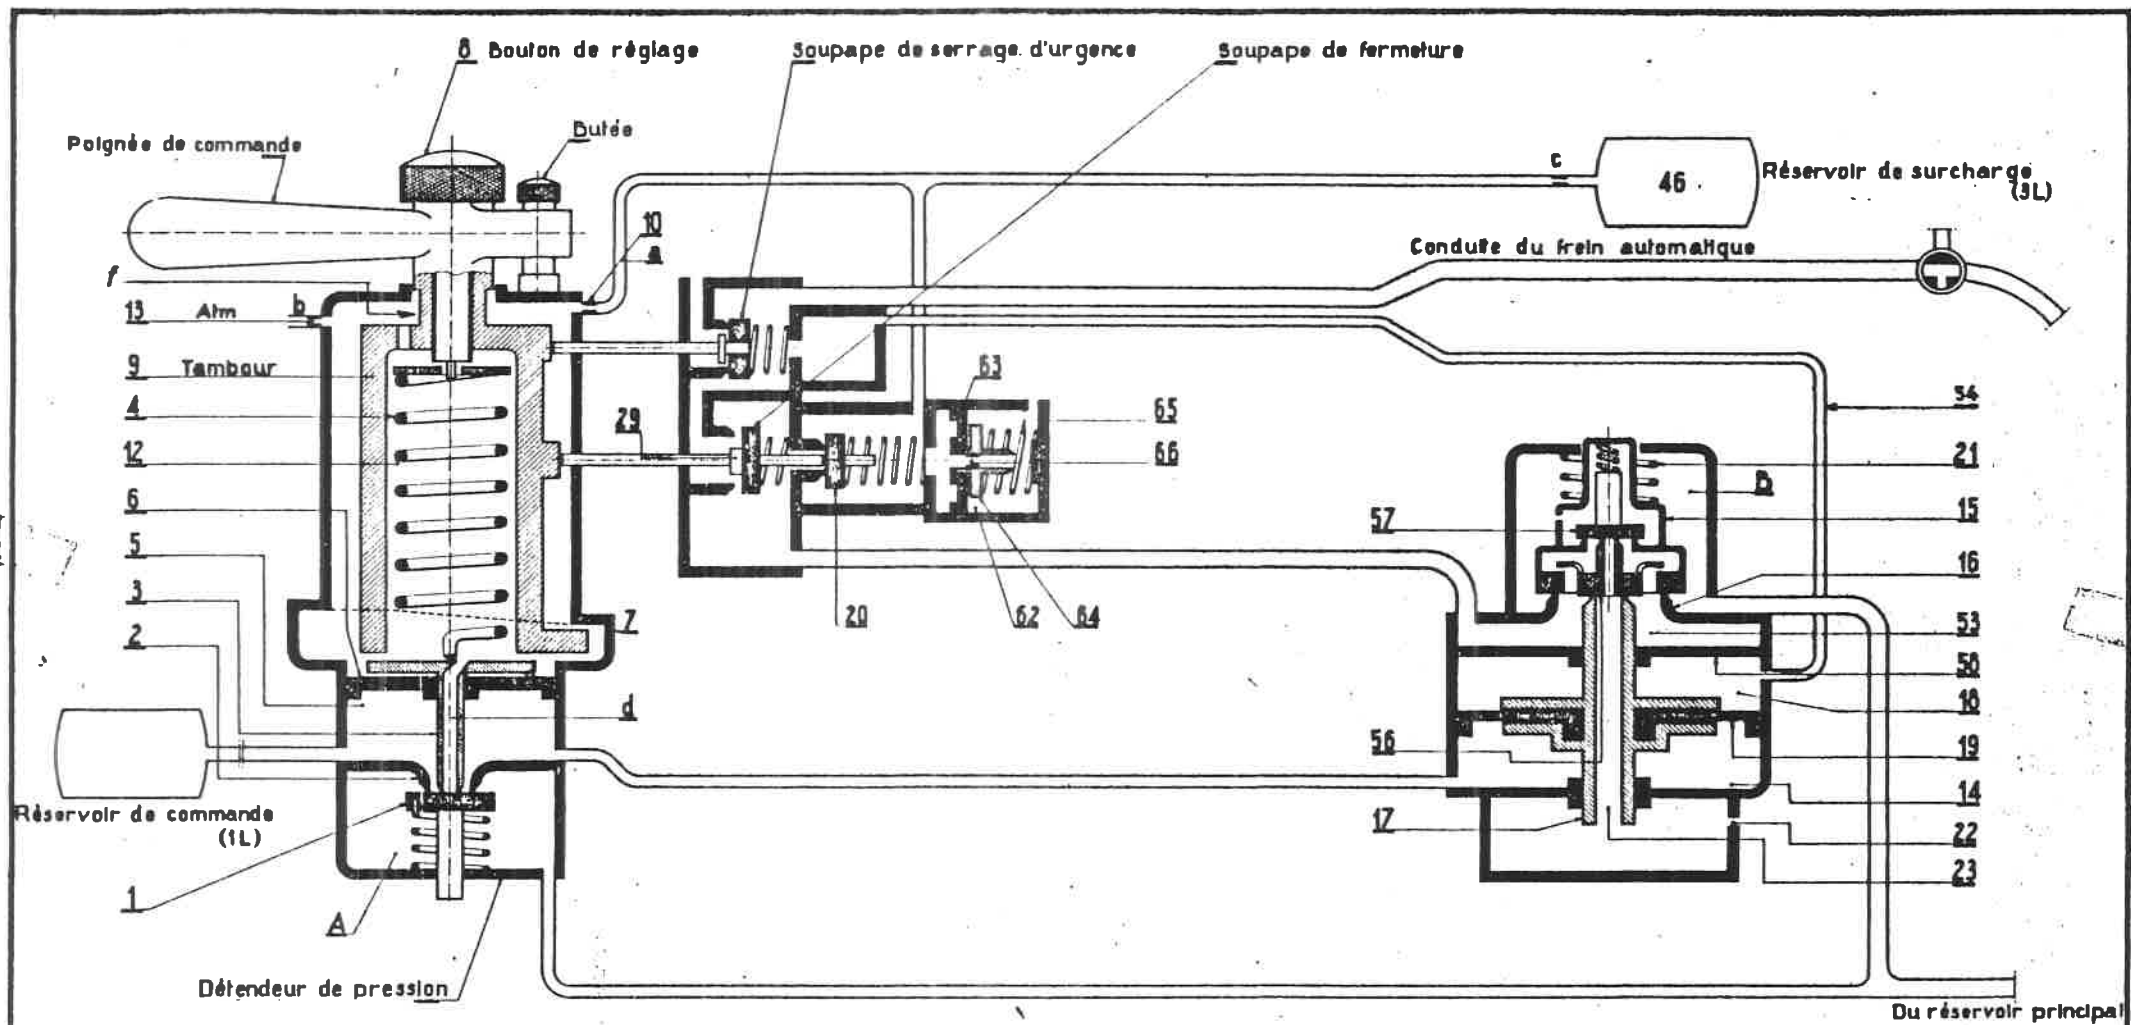 8 Bouton de réglage
Soupape de serrage d'urgence
Soupape de fermeture
Poignée de commande
Butée
c
46
Réservoir de surcharge
(3L)
f
10
a
Conduite du frein automatique
13 Atm b
9 Tambour
4
12
29
6
5
3
2
7
d
63
65
66
20
62
64
54
21
B
15
57
16
53
58
18
19
56
14
17
22
23
Réservoir de commande
(1L)
1
A
Détendeur de pression
Du réservoir principal